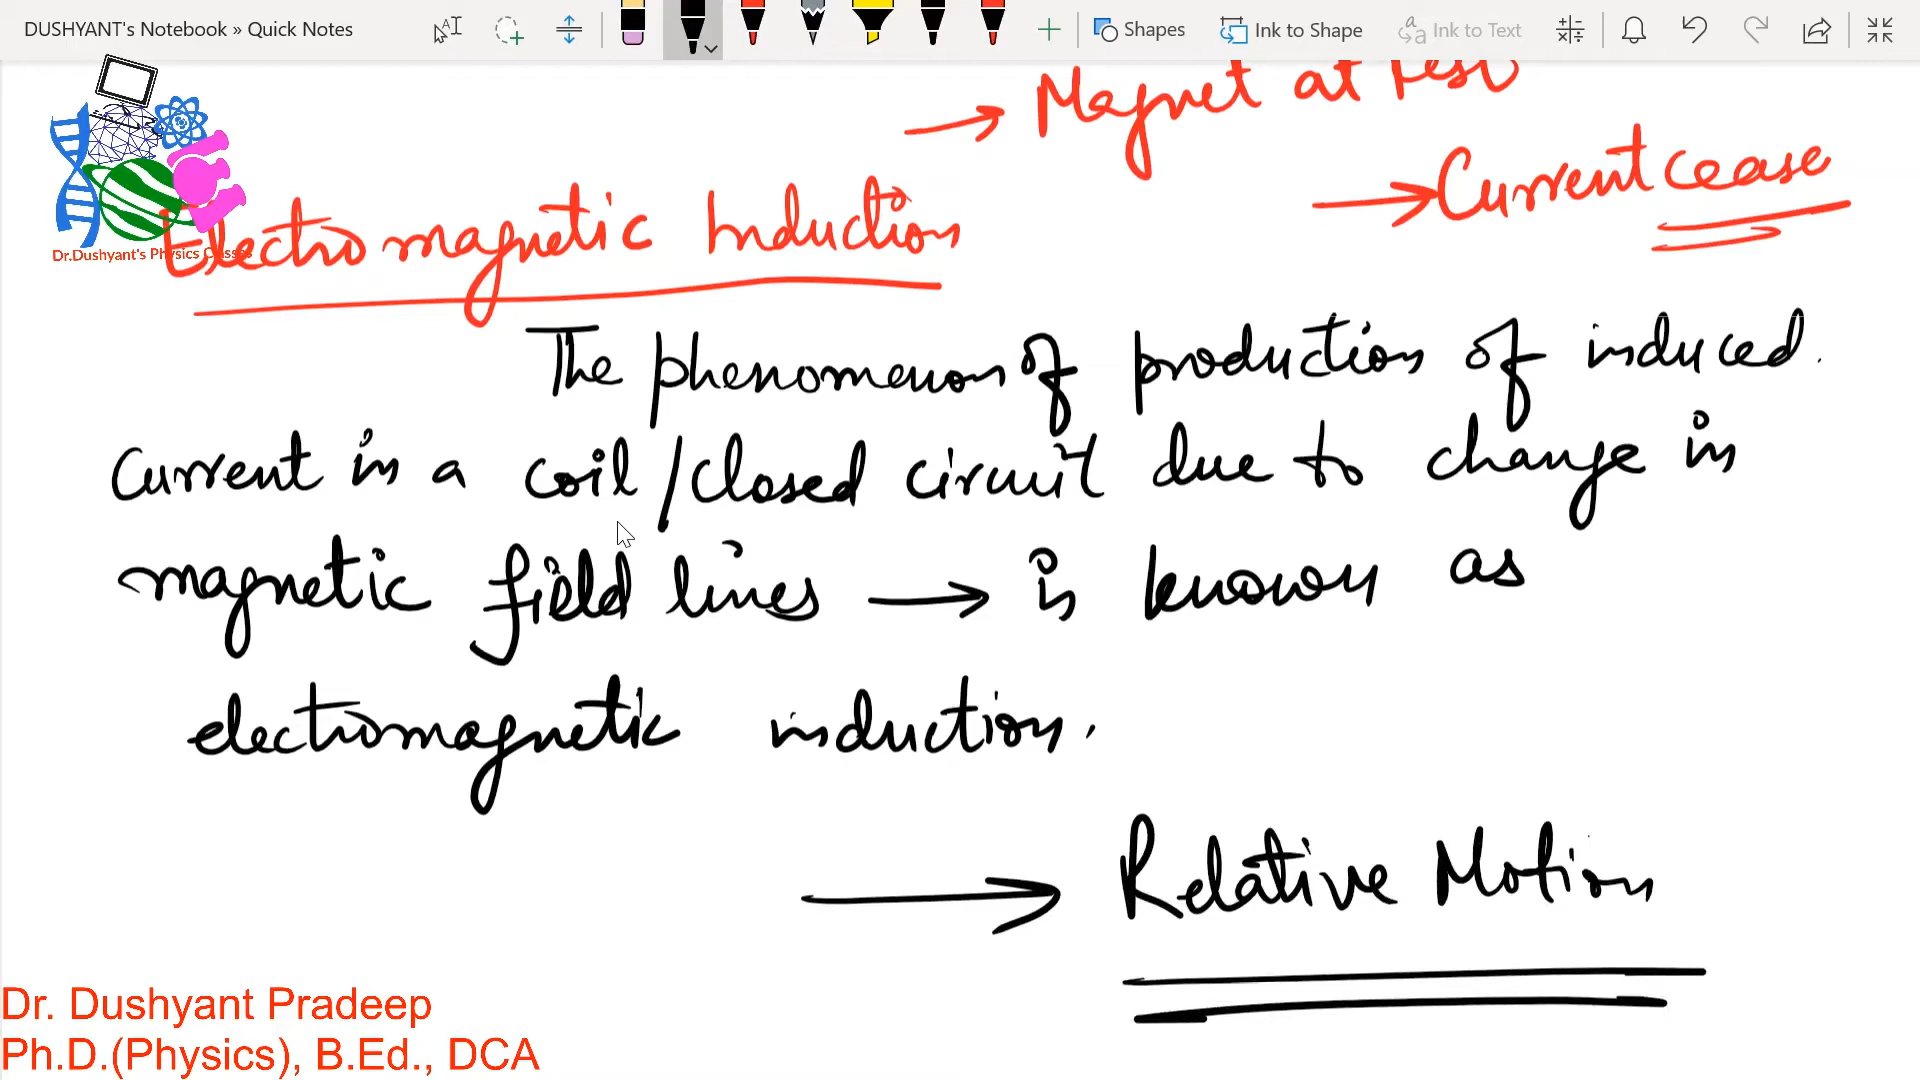 DUSHYANT's Notebook » Quick Notes
Shapes
Ink to Shape
Ink to Text
→ Magnet at rest
→ Current cease
Dr.Dushyant's Physics Classes
Electromagnetic Induction
The phenomenon of production of induced
current in a coil/closed circuit due to change in
magnetic field lines → is known as
electromagnetic induction.
→ Relative Motion
Dr. Dushyant Pradeep
Ph.D.(Physics), B.Ed., DCA